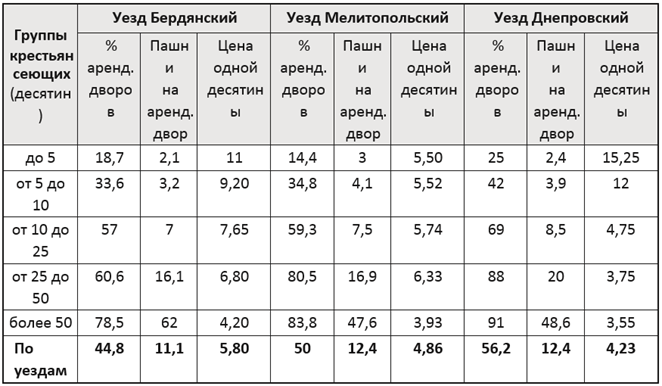 Группы крестьян сеющих (десятин) Уезд Бердянский Уезд Мелитопольский Уезд Днепровский
% аренд. дворов Пашни на аренд. двор Цена одной десятины % аренд. дворов Пашни на аренд. двор Цена одной десятины % аренд. дворов Пашни на аренд. двор Цена одной десятины
до 5 18,7 2,1 11 14,4 3 5,50 25 2,4 15,25
от 5 до 10 33,6 3,2 9,20 34,8 4,1 5,52 42 3,9 12
от 10 до 25 57 7 7,65 59,3 7,5 5,74 69 8,5 4,75
от 25 до 50 60,6 16,1 6,80 80,5 16,9 6,33 88 20 3,75
более 50 78,5 62 4,20 83,8 47,6 3,93 91 48,6 3,55
По уездам 44,8 11,1 5,80 50 12,4 4,86 56,2 12,4 4,23